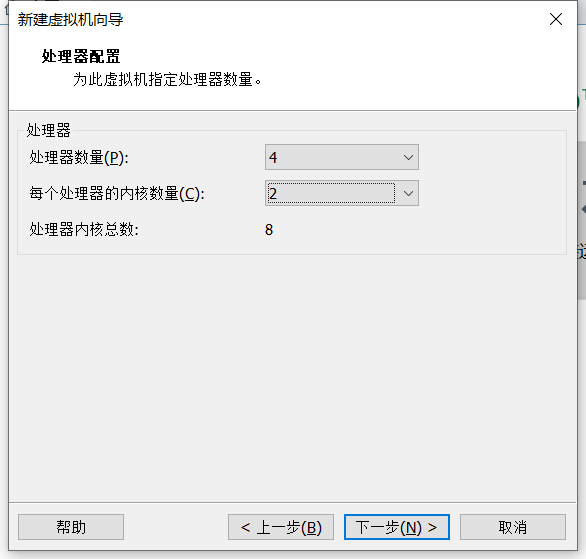 新建虚拟机向导
处理器配置
为此虚拟机指定处理器数量。
处理器
处理器数量(P): 4
每个处理器的内核数量(C): 2
处理器内核总数: 8
帮助 < 上一步(B) 下一步(N) > 取消